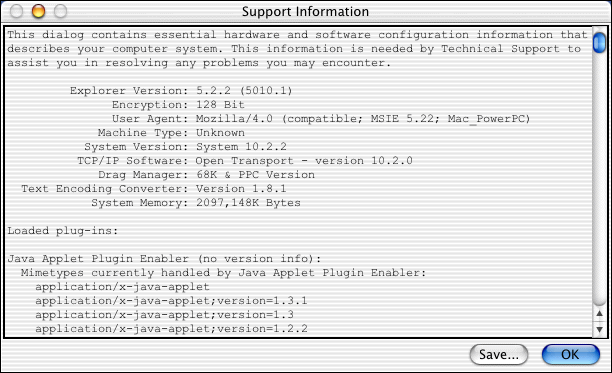 Support Information
This dialog contains essential hardware and software configuration information that
describes your computer system. This information is needed by Technical Support to
assist you in resolving any problems you may encounter.
Explorer Version: 5.2.2 (5010.1)
Encryption: 128 Bit
User Agent: Mozilla/4.0 (compatible; MSIE 5.22; Mac_PowerPC)
Machine Type: Unknown
System Version: System 10.2.2
TCP/IP Software: Open Transport - version 10.2.0
Drag Manager: 68K & PPC Version
Text Encoding Converter: Version 1.8.1
System Memory: 2097,148K Bytes
Loaded plug-ins:
Java Applet Plugin Enabler (no version info):
Mimetypes currently handled by Java Applet Plugin Enabler:
application/x-java-applet
application/x-java-applet;version=1.3.1
application/x-java-applet;version=1.3
application/x-java-applet;version=1.2.2
Save... OK